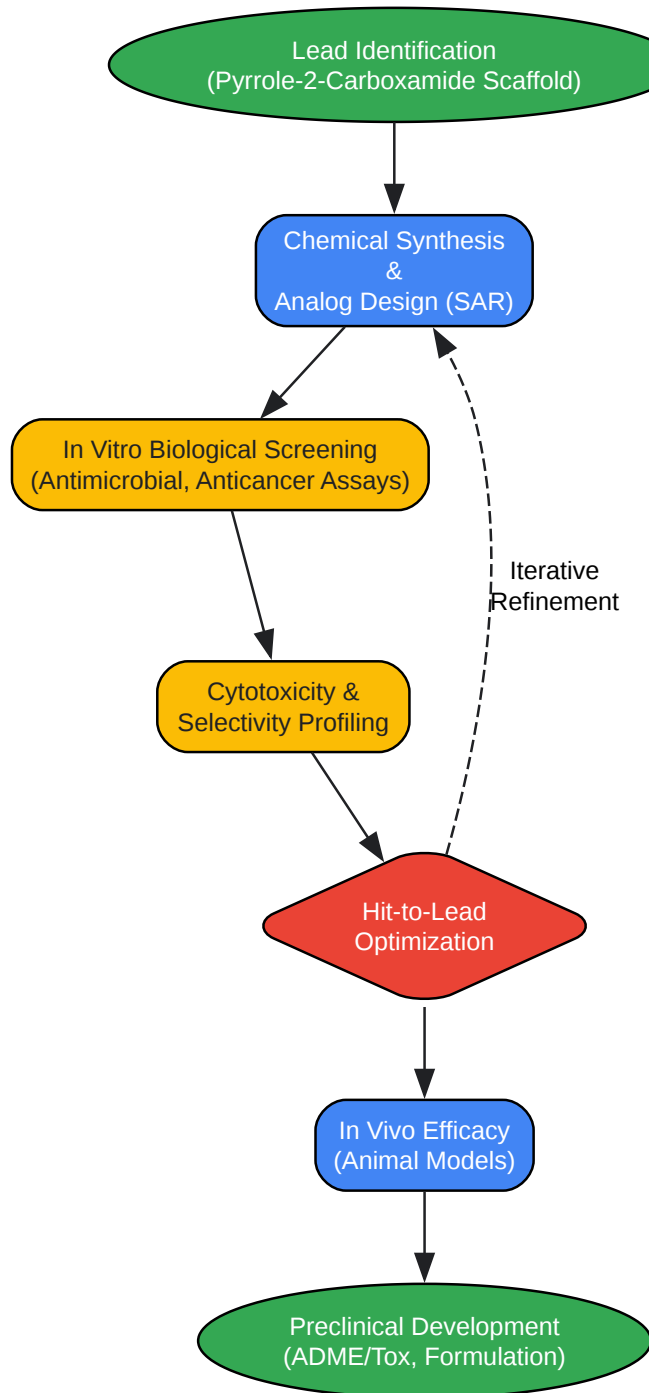 Lead Identification
(Pyrrole-2-Carboxamide Scaffold)
Chemical Synthesis
&
Analog Design (SAR)
In Vitro Biological Screening
(Antimicrobial, Anticancer Assays)
Iterative
Refinement
Cytotoxicity &
Selectivity Profiling
Hit-to-Lead
Optimization
In Vivo Efficacy
(Animal Models)
Preclinical Development
(ADME/Tox, Formulation)